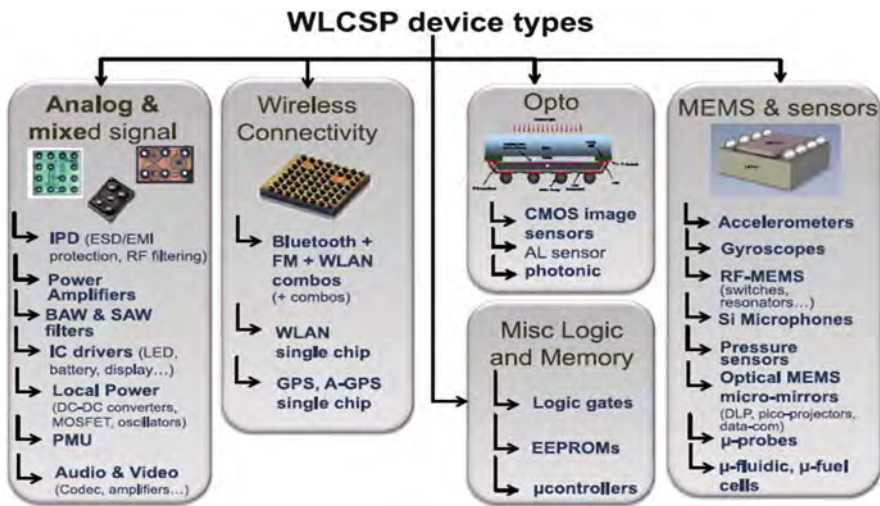 WLCSP device types
Analog &
mixed signal
IPD (ESD/EMI
protection, RF filtering)
Power
Amplifiers
BAW & SAW
filters
IC drivers (LED,
battery, display...)
Local Power
(DC-DC converters,
MOSFET, oscillators)
PMU
Audio & Video
(Codec, amplifiers...)
Wireless
Connectivity
Bluetooth +
FM + WLAN
combos
(+ combos)
WLAN
single chip
GPS, A-GPS
single chip
Opto
CMOS image
sensors
AL sensor
photonic
Misc Logic
and Memory
Logic gates
EEPROMs
µcontrollers
MEMS & sensors
Accelerometers
Gyroscopes
RF-MEMS
(switches,
resonators...)
Si Microphones
Pressure
sensors
Optical MEMS
micro-mirrors
(DLP, pico-projectors,
data-com)
µ-probes
µ-fluidic, µ-fuel
cells